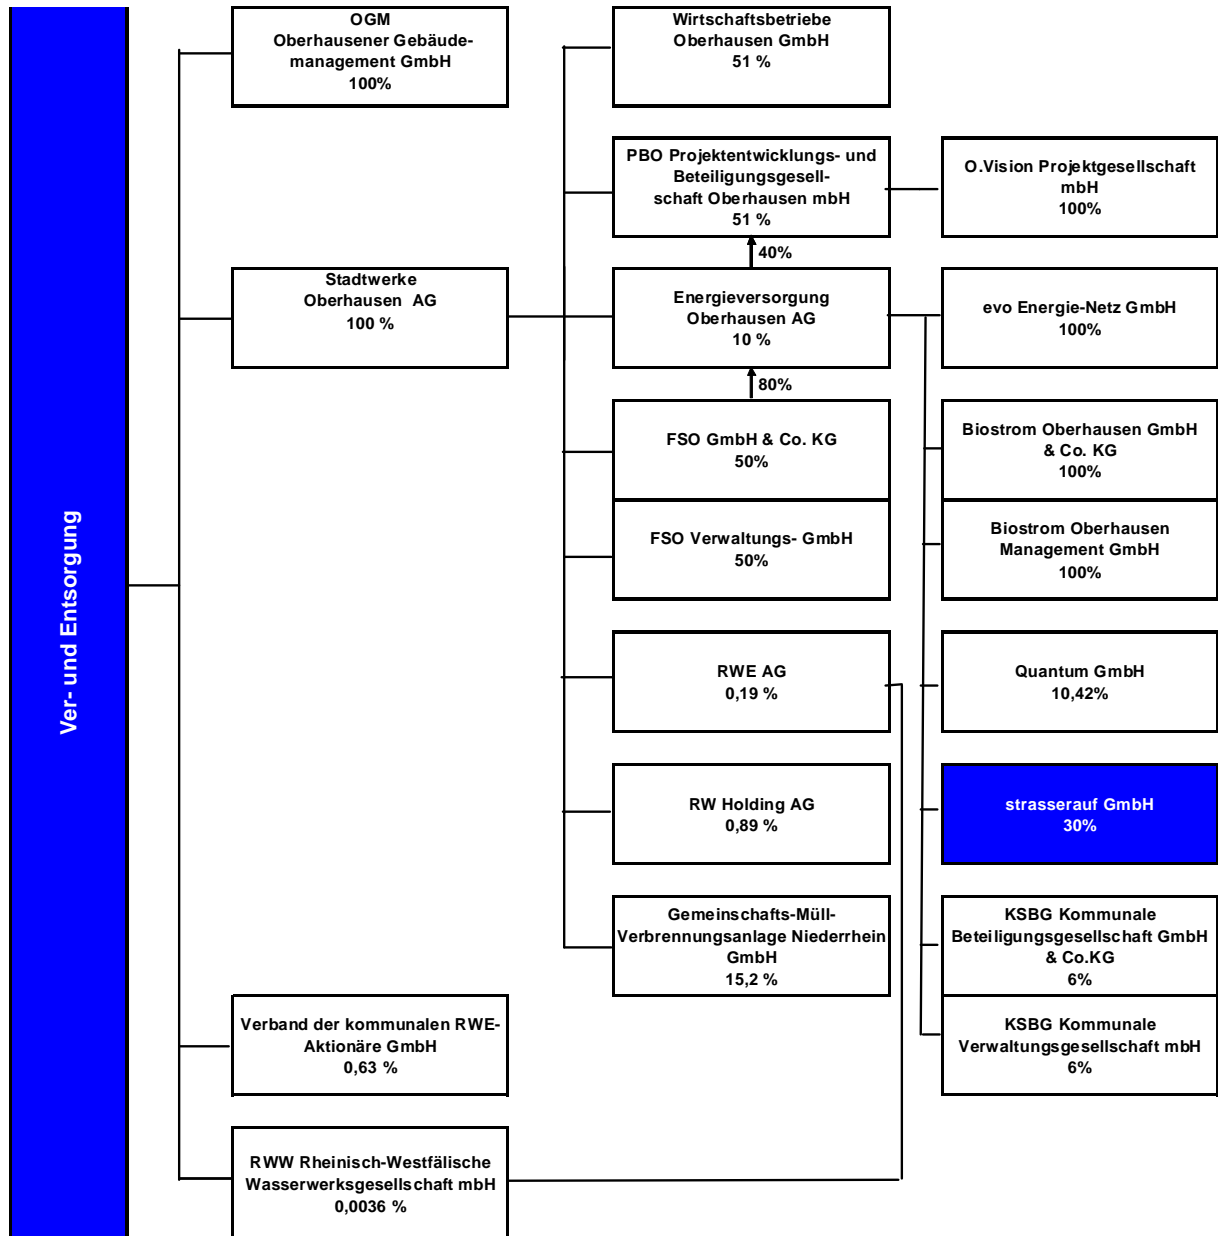 Ver- und Entsorgung
OGM
Oberhausener Gebäude-
management GmbH
100%
Stadtwerke
Oberhausen AG
100 %
Verband der kommunalen RWE-
Aktionäre GmbH
0,63 %
RWW Rheinisch-Westfälische
Wasserwerksgesellschaft mbH
0,0036 %
Wirtschaftsbetriebe
Oberhausen GmbH
51 %
PBO Projektentwicklungs- und
Beteiligungsgesell-
schaft Oberhausen mbH
51 %
40%
Energieversorgung
Oberhausen AG
10 %
80%
FSO GmbH & Co. KG
50%
FSO Verwaltungs- GmbH
50%
RWE AG
0,19 %
RW Holding AG
0,89 %
Gemeinschafts-Müll-
Verbrennungsanlage Niederrhein
GmbH
15,2 %
O.Vision Projektgesellschaft
mbH
100%
evo Energie-Netz GmbH
100%
Biostrom Oberhausen GmbH
& Co. KG
100%
Biostrom Oberhausen
Management GmbH
100%
Quantum GmbH
10,42%
strasserauf GmbH
30%
KSBG Kommunale
Beteiligungsgesellschaft GmbH
& Co.KG
6%
KSBG Kommunale
Verwaltungsgesellschaft mbH
6%